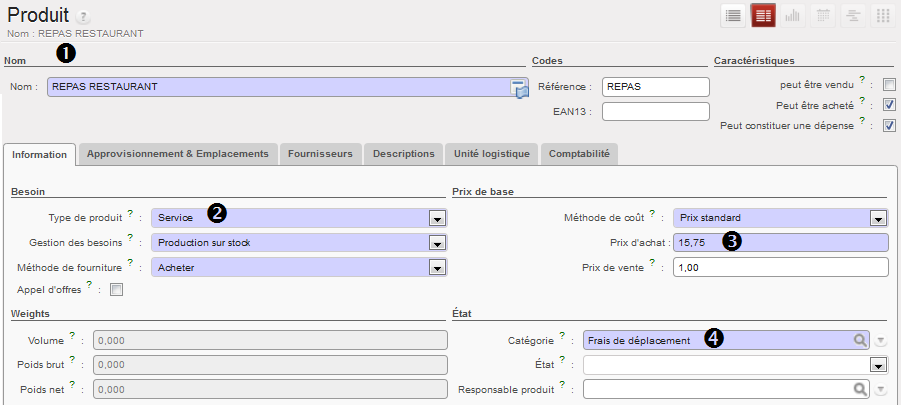 Produit ?
Nom : REPAS RESTAURANT
1
Nom Codes Caractéristiques
Nom : REPAS RESTAURANT Référence : REPAS peut être vendu ? :
EAN13 : Peut être acheté ? :
Peut constituer une dépense ? :
Information Approvisionnement & Emplacements Fournisseurs Descriptions Unité logistique Comptabilité
Besoin Prix de base
Type de produit ? : Service 2 Méthode de coût ? : Prix standard
Gestion des besoins ? : Production sur stock Prix d'achat : 15,75 3
Méthode de fourniture ? : Acheter Prix de vente ? : 1,00
Appel d'offres ? :
Weights État
Volume ? : 0,000 Catégorie ? : Frais de déplacement 4
Poids brut ? : 0,000 État ? :
Poids net ? : 0,000 Responsable produit ? :